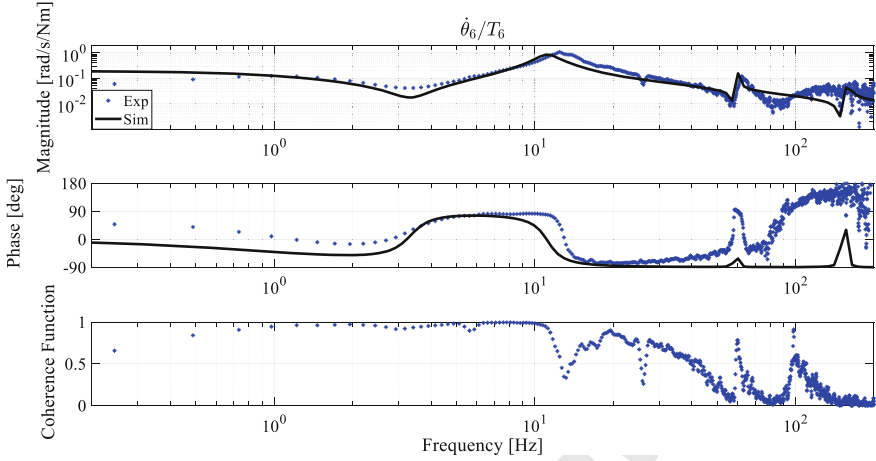 θ̇₆/T₆
Magnitude [rad/s/Nm]
10⁰
10⁻¹
10⁻²
Exp
Sim
10⁰
10¹
10²
Phase [deg]
180
90
0
-90
10⁰
10¹
10²
Coherence Function
1
0.5
0
10⁰
10¹
10²
Frequency [Hz]